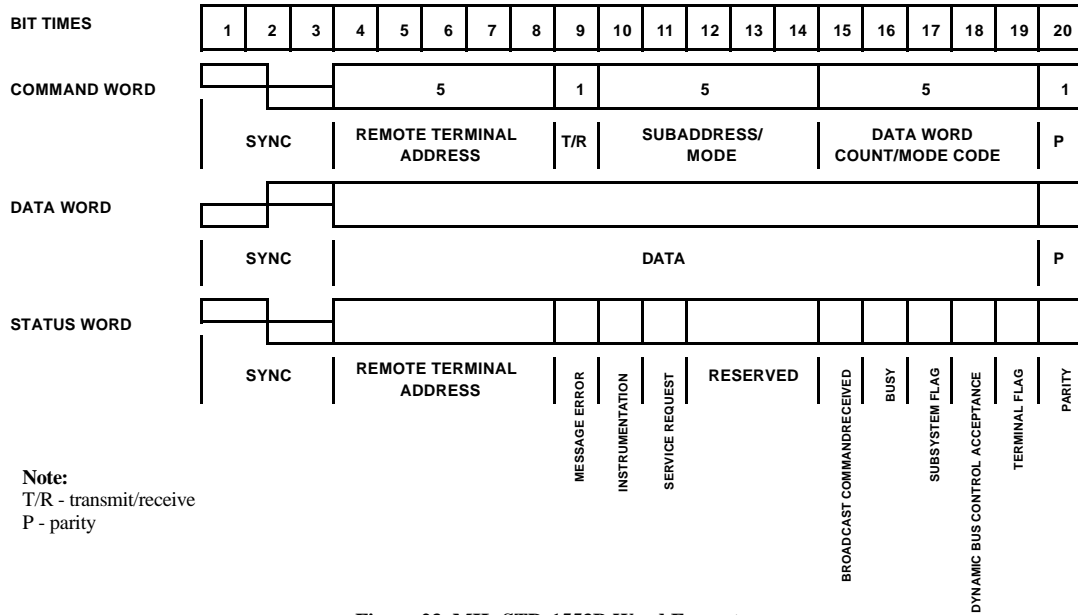 BIT TIMES 1 2 3 4 5 6 7 8 9 10 11 12 13 14 15 16 17 18 19 20
COMMAND WORD 5 1 5 5 1
SYNC REMOTE TERMINAL ADDRESS T/R SUBADDRESS/ MODE DATA WORD COUNT/MODE CODE P
DATA WORD
SYNC DATA P
STATUS WORD
SYNC REMOTE TERMINAL ADDRESS MESSAGE ERROR INSTRUMENTATION SERVICE REQUEST RESERVED BROADCAST COMMANDRECEIVED BUSY SUBSYSTEM FLAG DYNAMIC BUS CONTROL ACCEPTANCE TERMINAL FLAG PARITY
Note:
T/R - transmit/receive
P - parity